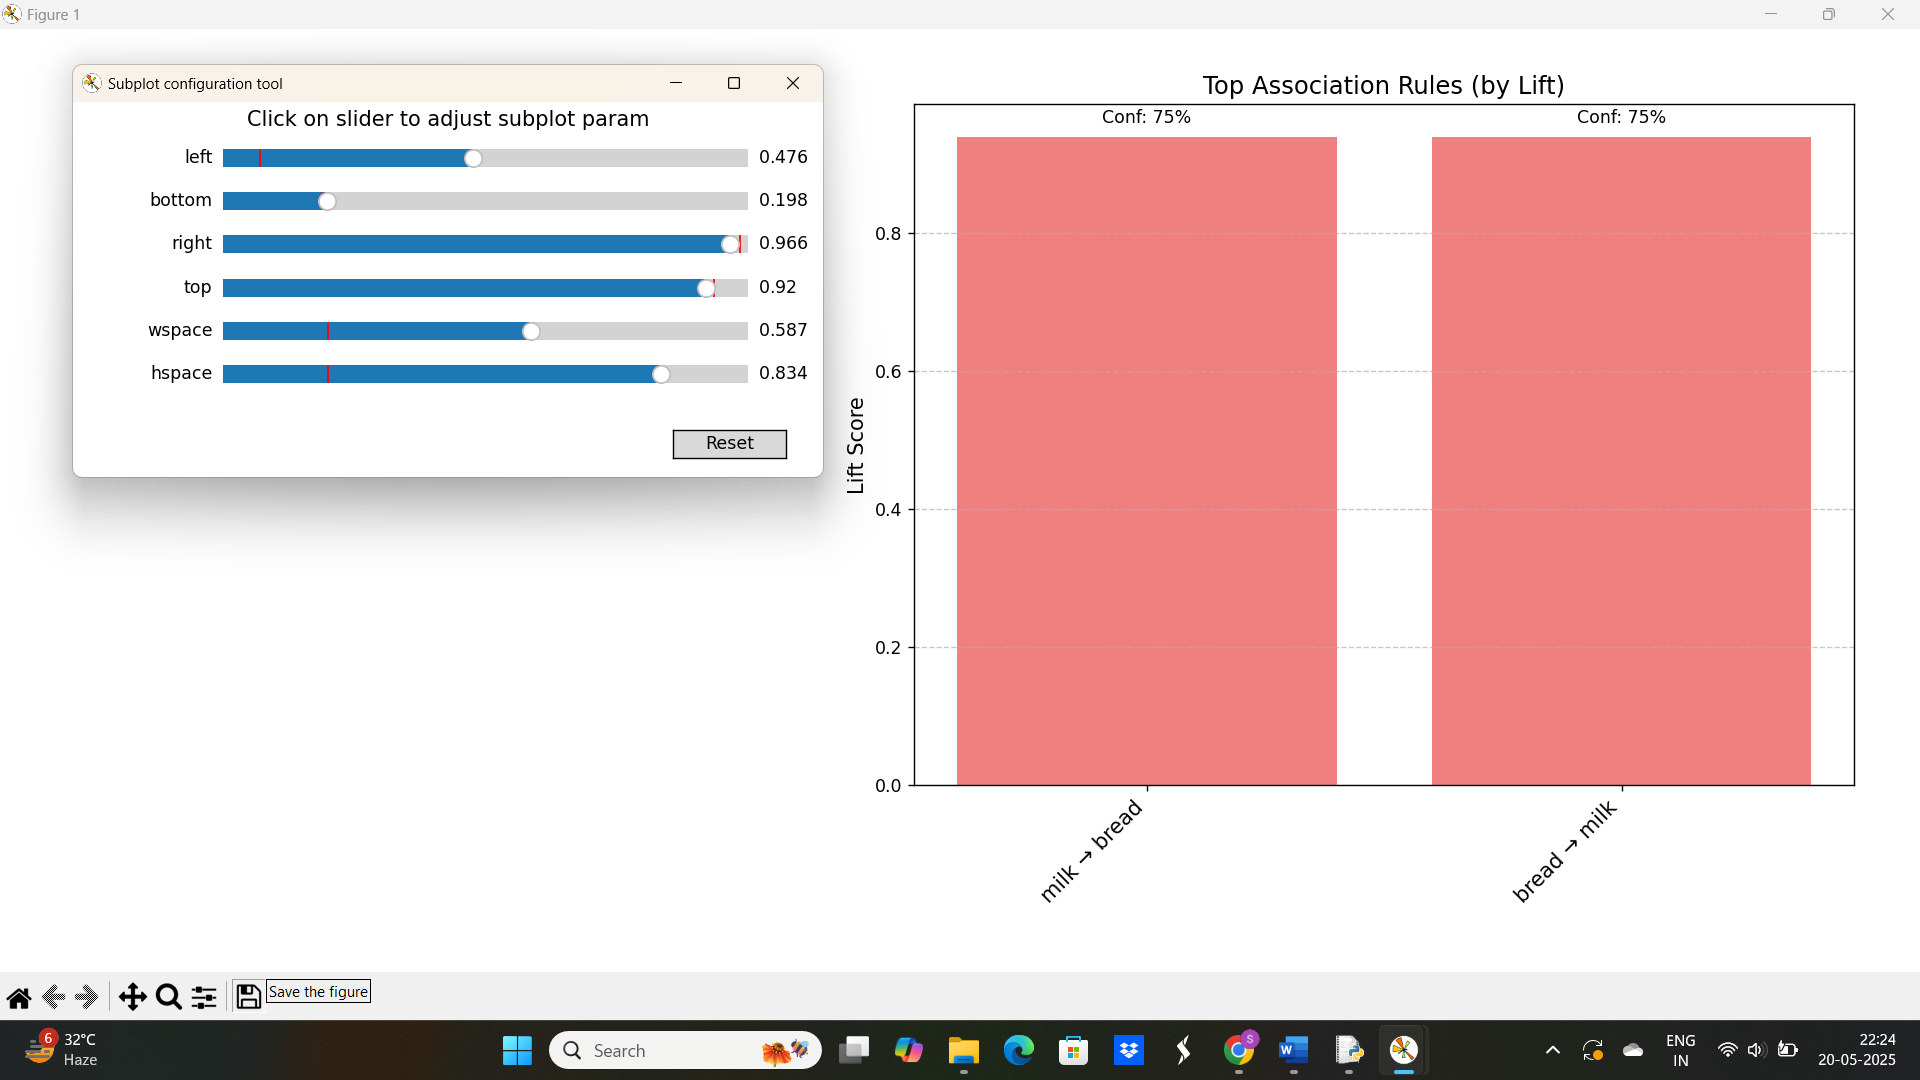 Figure 1
Subplot configuration tool
Click on slider to adjust subplot param
left 0.476
bottom 0.198
right 0.966
top 0.92
wspace 0.587
hspace 0.834
Reset
Top Association Rules (by Lift)
Conf: 75% Conf: 75%
Lift Score
0.8
0.6
0.4
0.2
0.0
milk → bread
bread → milk
Save the figure
6
32°C
Haze
Search
S
W
ENG
IN
22:24
20-05-2025